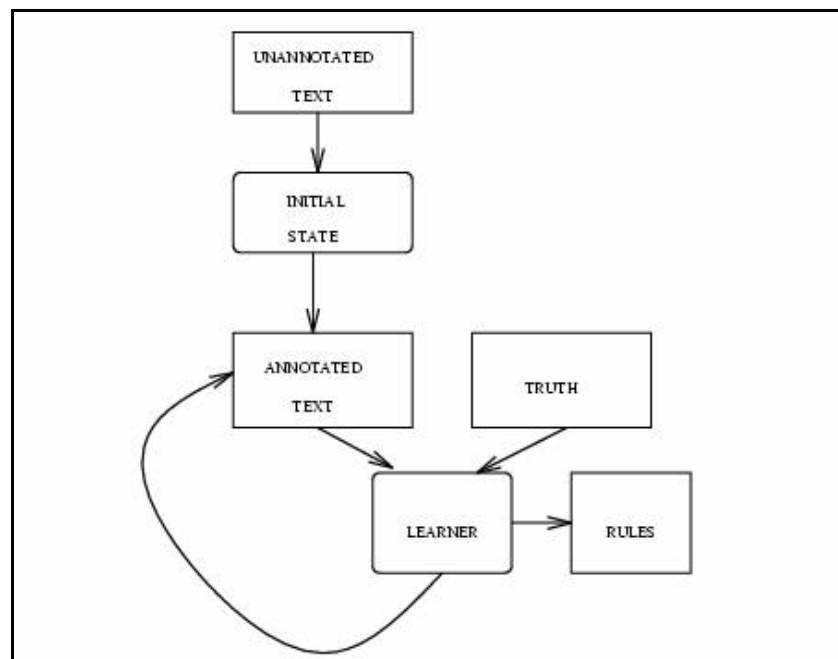 UNANNOTATED
TEXT
INITIAL
STATE
ANNOTATED
TEXT
TRUTH
LEARNER
RULES